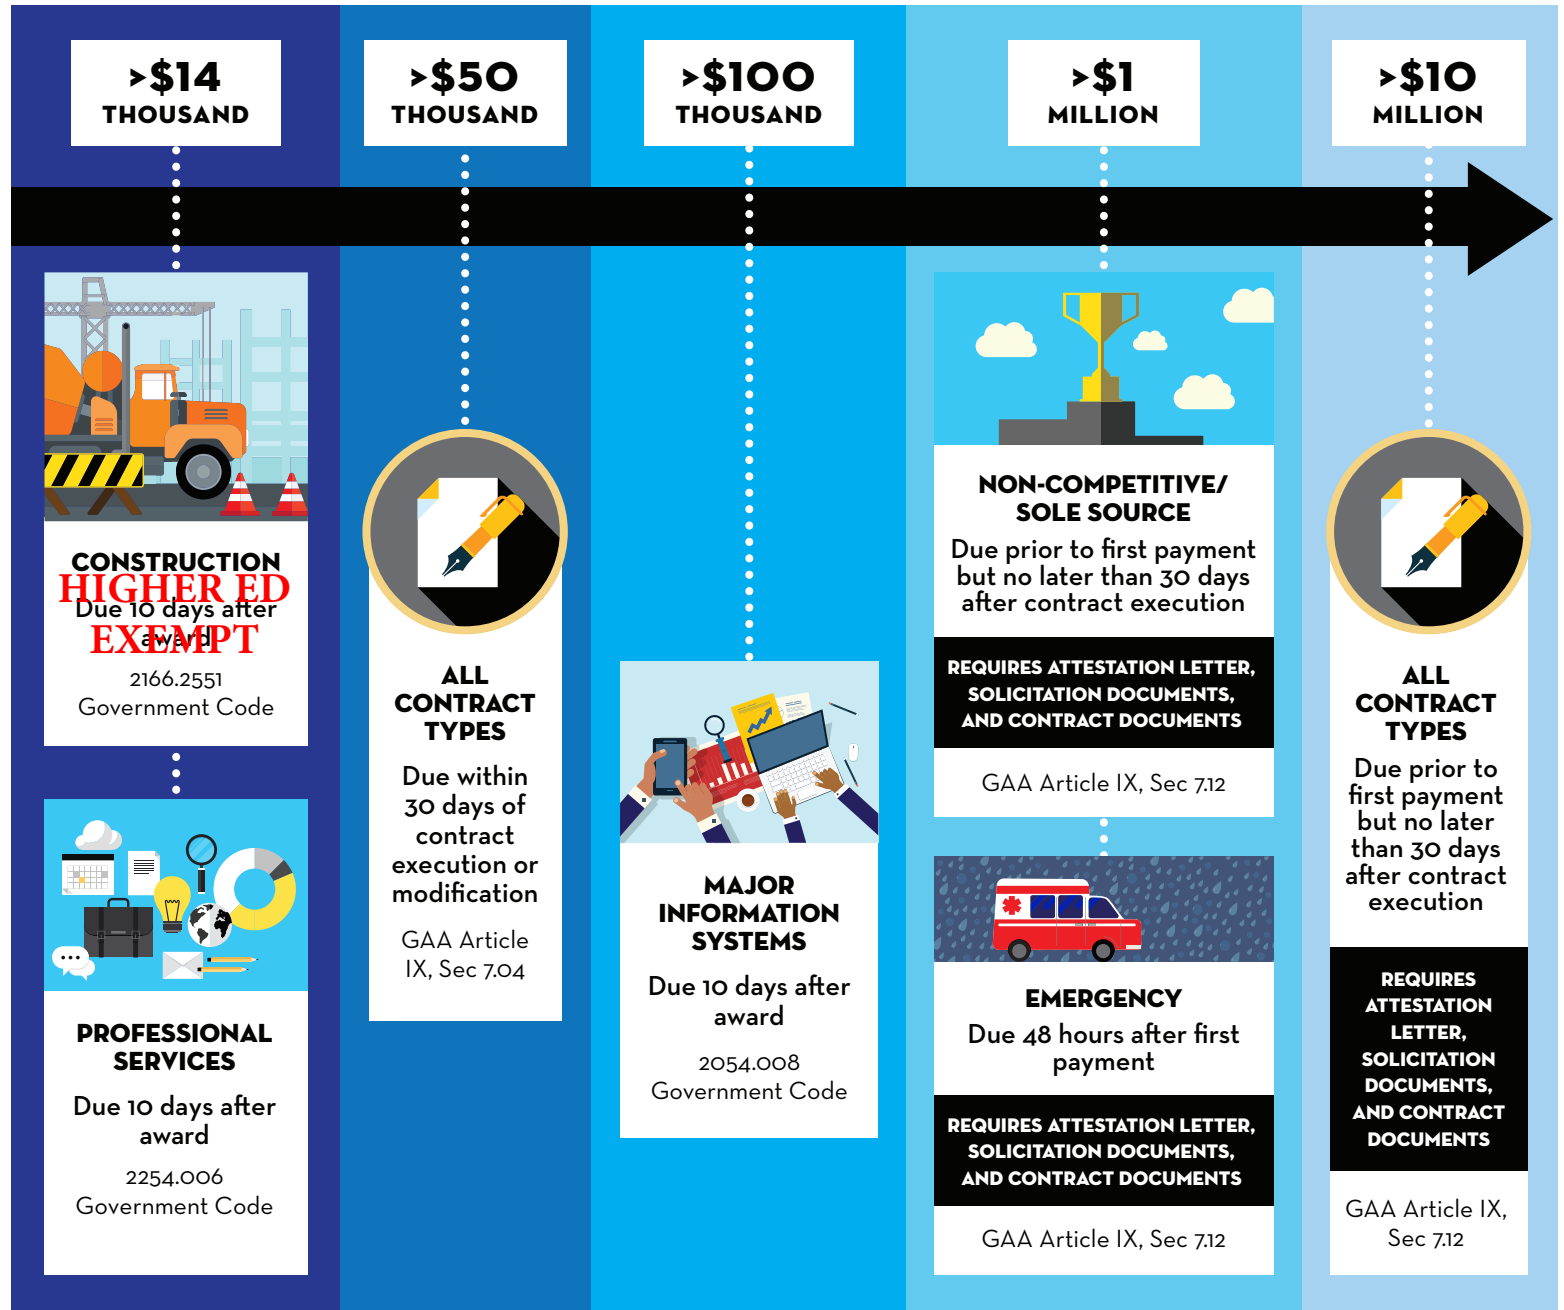 >$14
THOUSAND
CONSTRUCTION
HIGHER ED
Due 10 days after
EXEMPT
award
2166.2551
Government Code
PROFESSIONAL
SERVICES
Due 10 days after
award
2254.006
Government Code
>$50
THOUSAND
ALL
CONTRACT
TYPES
Due within
30 days of
contract
execution or
modification
GAA Article
IX, Sec 7.04
>$100
THOUSAND
MAJOR
INFORMATION
SYSTEMS
Due 10 days after
award
2054.008
Government Code
>$1
MILLION
NON-COMPETITIVE/
SOLE SOURCE
Due prior to first payment
but no later than 30 days
after contract execution
REQUIRES ATTESTATION LETTER,
SOLICITATION DOCUMENTS,
AND CONTRACT DOCUMENTS
GAA Article IX, Sec 7.12
EMERGENCY
Due 48 hours after first
payment
REQUIRES ATTESTATION LETTER,
SOLICITATION DOCUMENTS,
AND CONTRACT DOCUMENTS
GAA Article IX, Sec 7.12
>$10
MILLION
ALL
CONTRACT
TYPES
Due prior to
first payment
but no later
than 30 days
after contract
execution
REQUIRES
ATTESTATION
LETTER,
SOLICITATION
DOCUMENTS,
AND CONTRACT
DOCUMENTS
GAA Article IX,
Sec 7.12